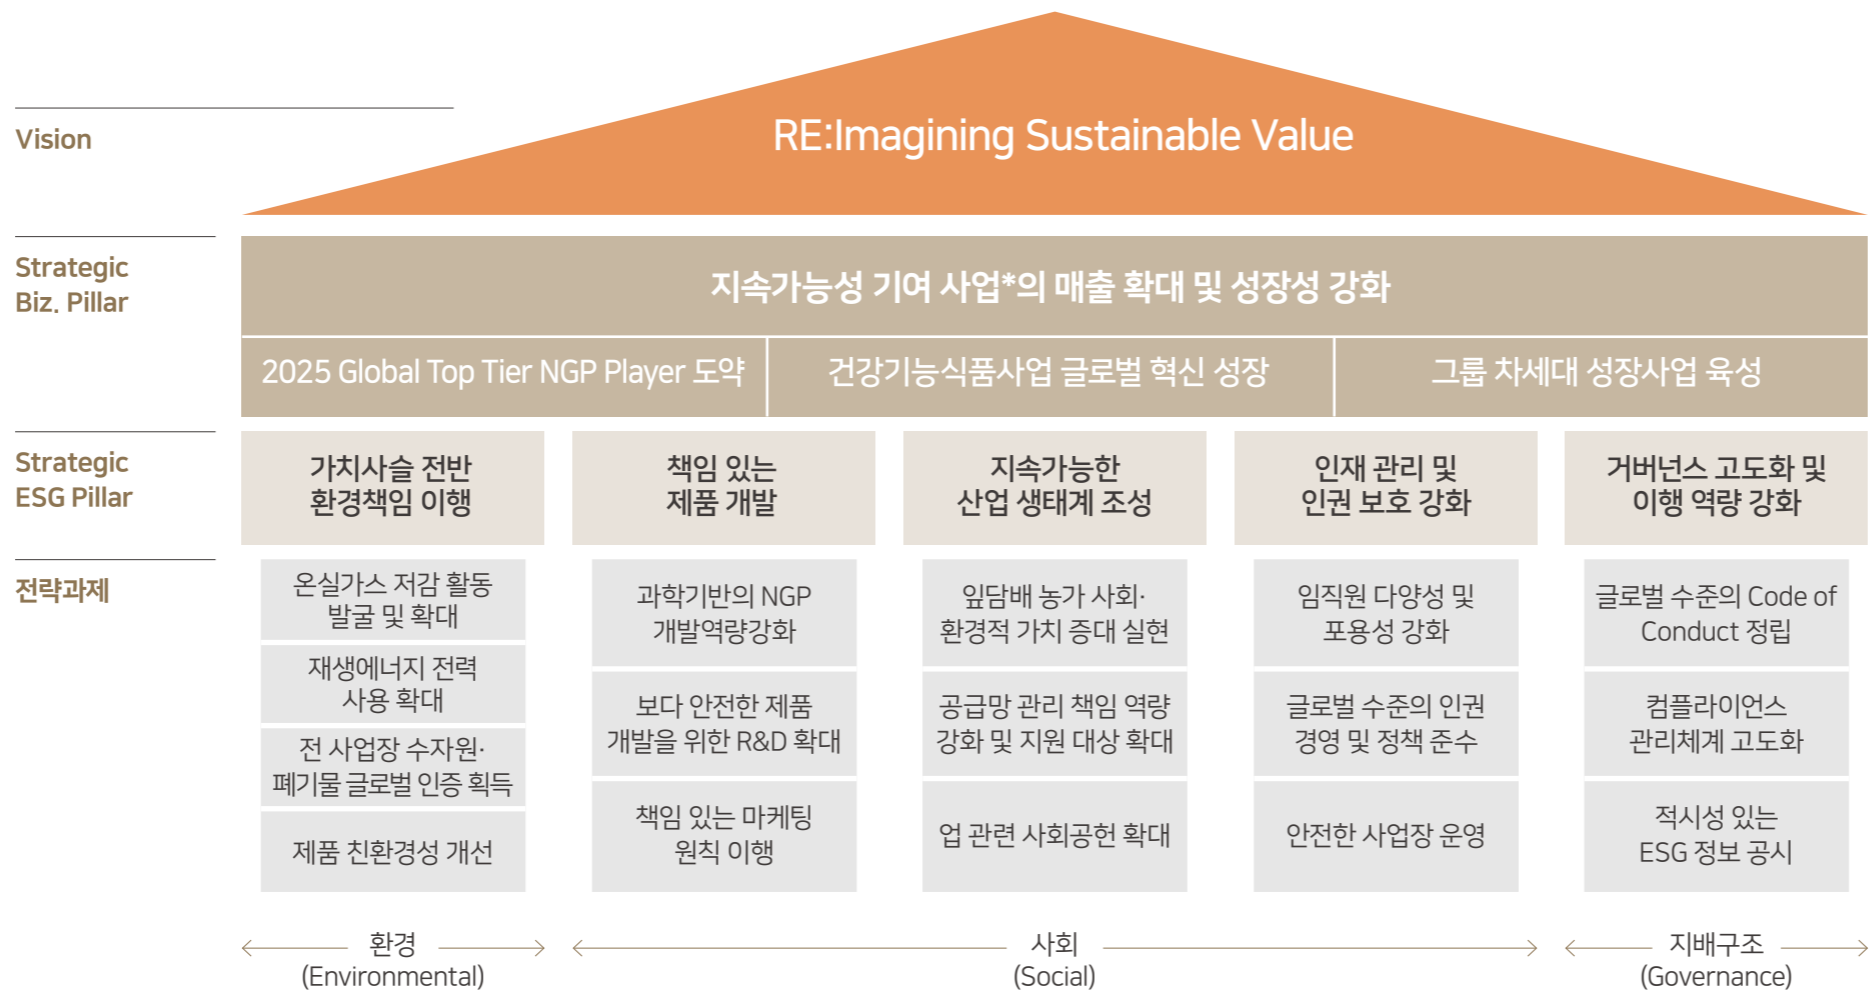 Vision
RE:Imagining Sustainable Value
Strategic
Biz. Pillar
지속가능성 기여 사업*의 매출 확대 및 성장성 강화
2025 Global Top Tier NGP Player 도약
건강기능식품사업 글로벌 혁신 성장
그룹 차세대 성장사업 육성
Strategic
ESG Pillar
가치사슬 전반
환경책임 이행
책임 있는
제품 개발
지속가능한
산업 생태계 조성
인재 관리 및
인권 보호 강화
거버넌스 고도화 및
이행 역량 강화
전략과제
온실가스 저감 활동
발굴 및 확대
재생에너지 전력
사용 확대
전 사업장 수자원·
폐기물 글로벌 인증 획득
제품 친환경성 개선
과학기반의 NGP
개발역량강화
보다 안전한 제품
개발을 위한 R&D 확대
책임 있는 마케팅
원칙 이행
잎담배 농가 사회·
환경적 가치 증대 실현
공급망 관리 책임 역량
강화 및 지원 대상 확대
업 관련 사회공헌 확대
임직원 다양성 및
포용성 강화
글로벌 수준의 인권
경영 및 정책 준수
안전한 사업장 운영
글로벌 수준의 Code of
Conduct 정립
컴플라이언스
관리체계 고도화
적시성 있는
ESG 정보 공시
환경
(Environmental)
사회
(Social)
지배구조
(Governance)